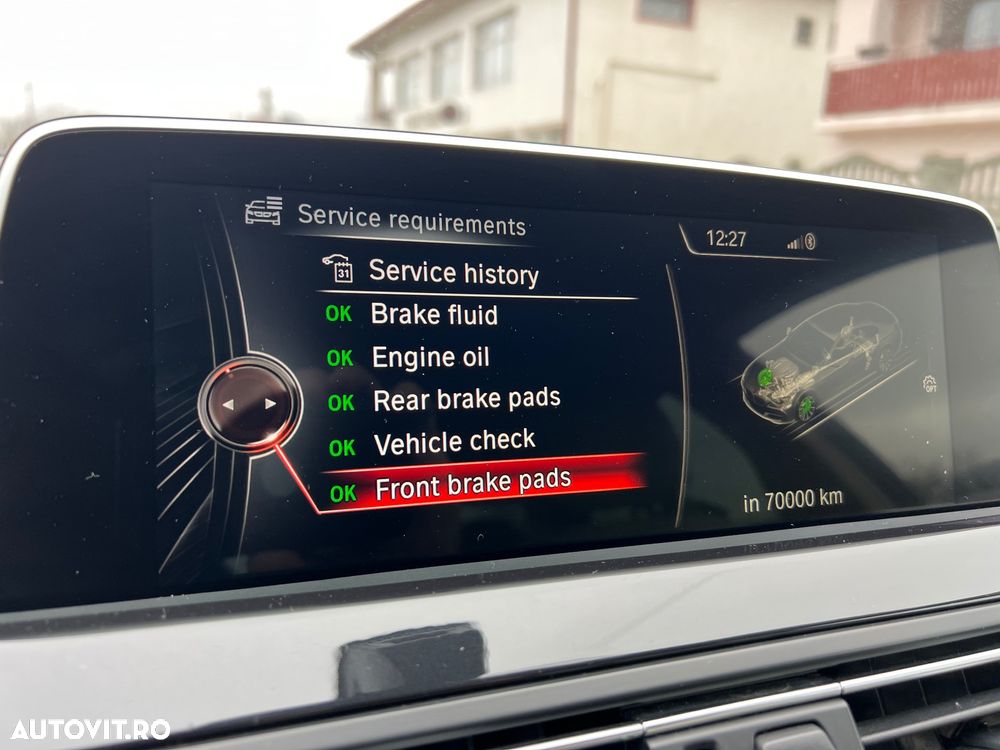 Service requirements
12:27
31
Service history
OK Brake fluid
OK Engine oil
OK Rear brake pads
OK Vehicle check
OK Front brake pads
OPT
in 70000 km
AUTOVIT.RO